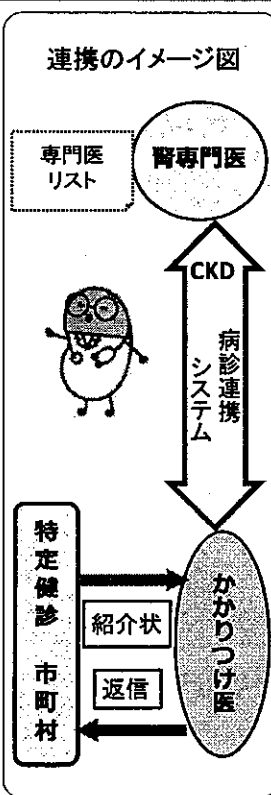 連携のイメージ図
専門医
リスト
腎専門医
CKD
病診連携
システム
特定健診 市町村
紹介状
返信
かかりつけ医